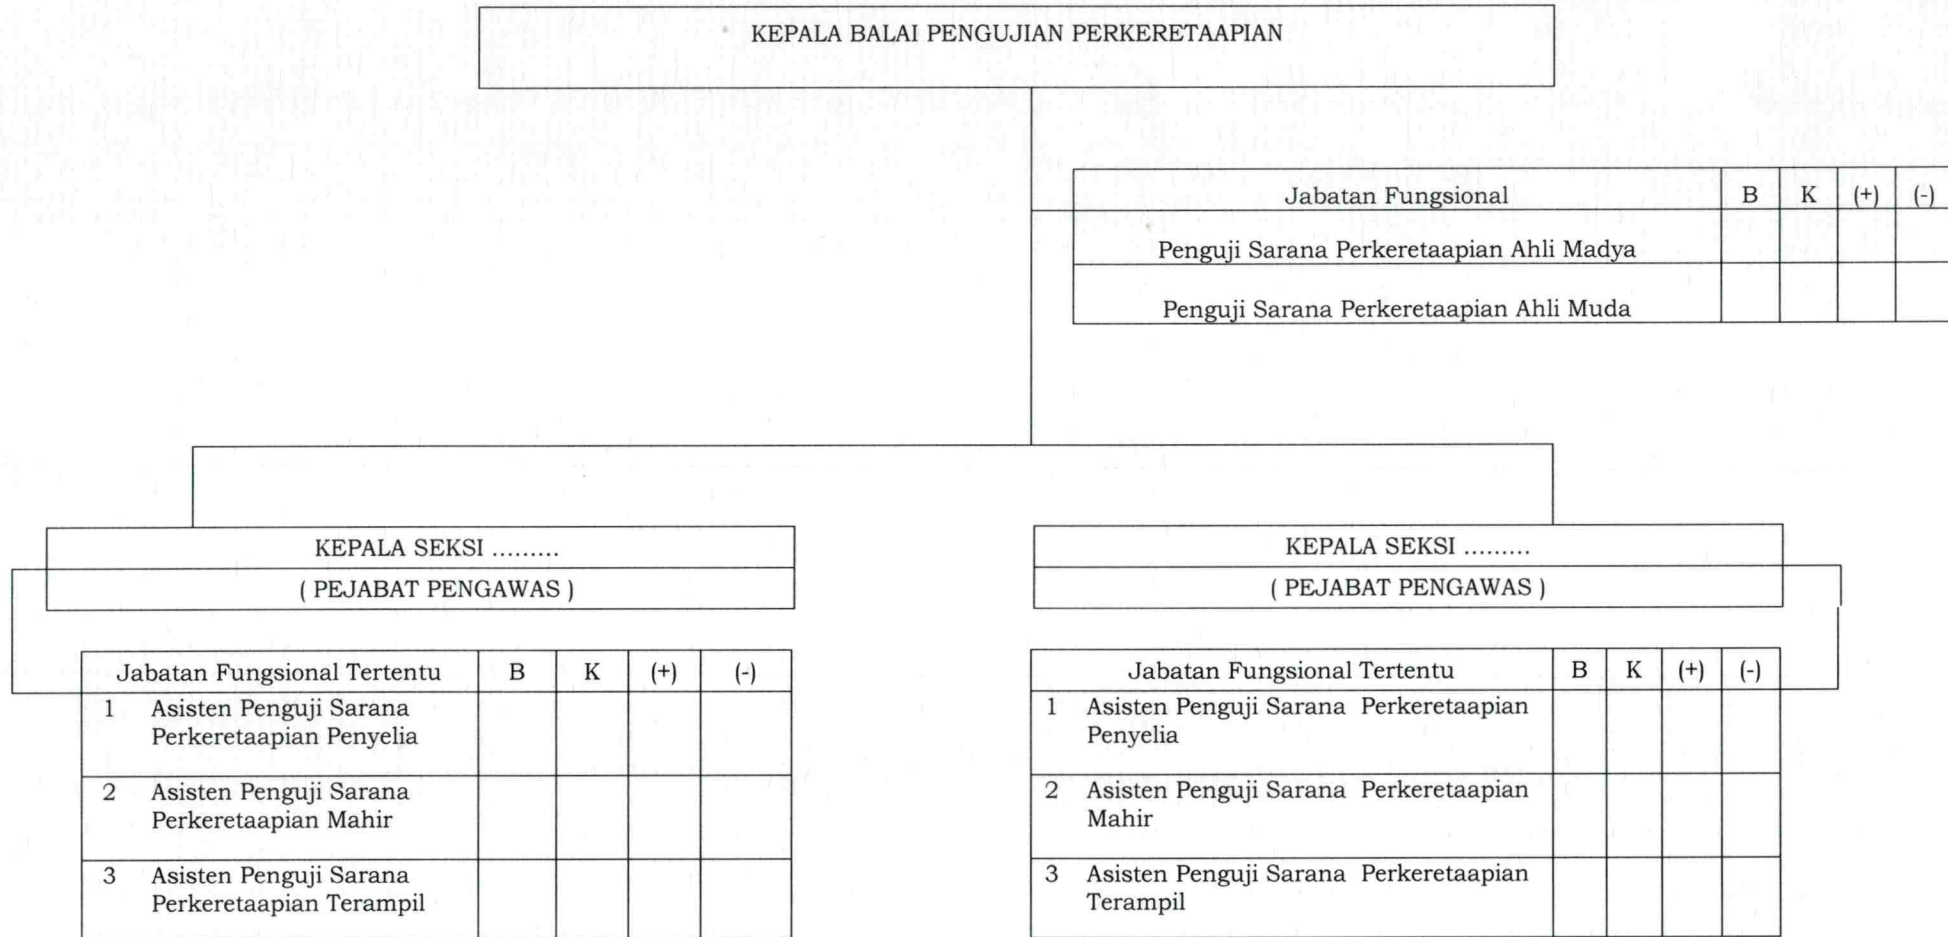 KEPALA BALAI PENGUJIAN PERKERETAAPIAN
Jabatan Fungsional B K (+) (-)
Penguji Sarana Perkeretaapian Ahli Madya
Penguji Sarana Perkeretaapian Ahli Muda
KEPALA SEKSI .........
( PEJABAT PENGAWAS )
Jabatan Fungsional Tertentu B K (+) (-)
1 Asisten Penguji Sarana
Perkeretaapian Penyelia
2 Asisten Penguji Sarana
Perkeretaapian Mahir
3 Asisten Penguji Sarana
Perkeretaapian Terampil
KEPALA SEKSI .........
( PEJABAT PENGAWAS )
Jabatan Fungsional Tertentu B K (+) (-)
1 Asisten Penguji Sarana Perkeretaapian
Penyelia
2 Asisten Penguji Sarana Perkeretaapian
Mahir
3 Asisten Penguji Sarana Perkeretaapian
Terampil